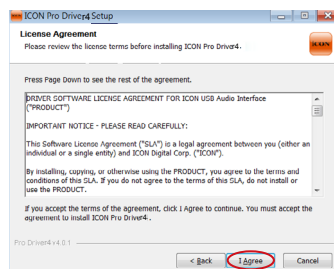 ICON Pro Driver4 Setup
License Agreement
Please review the license terms before installing ICON Pro Driver4.
ICON
Press Page Down to see the rest of the agreement.
DRIVER SOFTWARE LICENSE AGREEMENT FOR ICON USB Audio Interface
("PRODUCT")
IMPORTANT NOTICE - PLEASE READ CAREFULLY:
This Software License Agreement ("SLA") is a legal agreement between you (either an
individual or a single entity) and ICON Digital Corp. ("ICON").
By installing, copying, or otherwise using the PRODUCT, you agree to the terms and
conditions of this SLA. If you do not agree to the terms of this SLA, do not install or
use the PRODUCT.
If you accept the terms of the agreement, click I Agree to continue. You must accept the
agreement to install ICON Pro Driver4.
Pro Driver4 v4.0.1
< Back
I Agree
Cancel